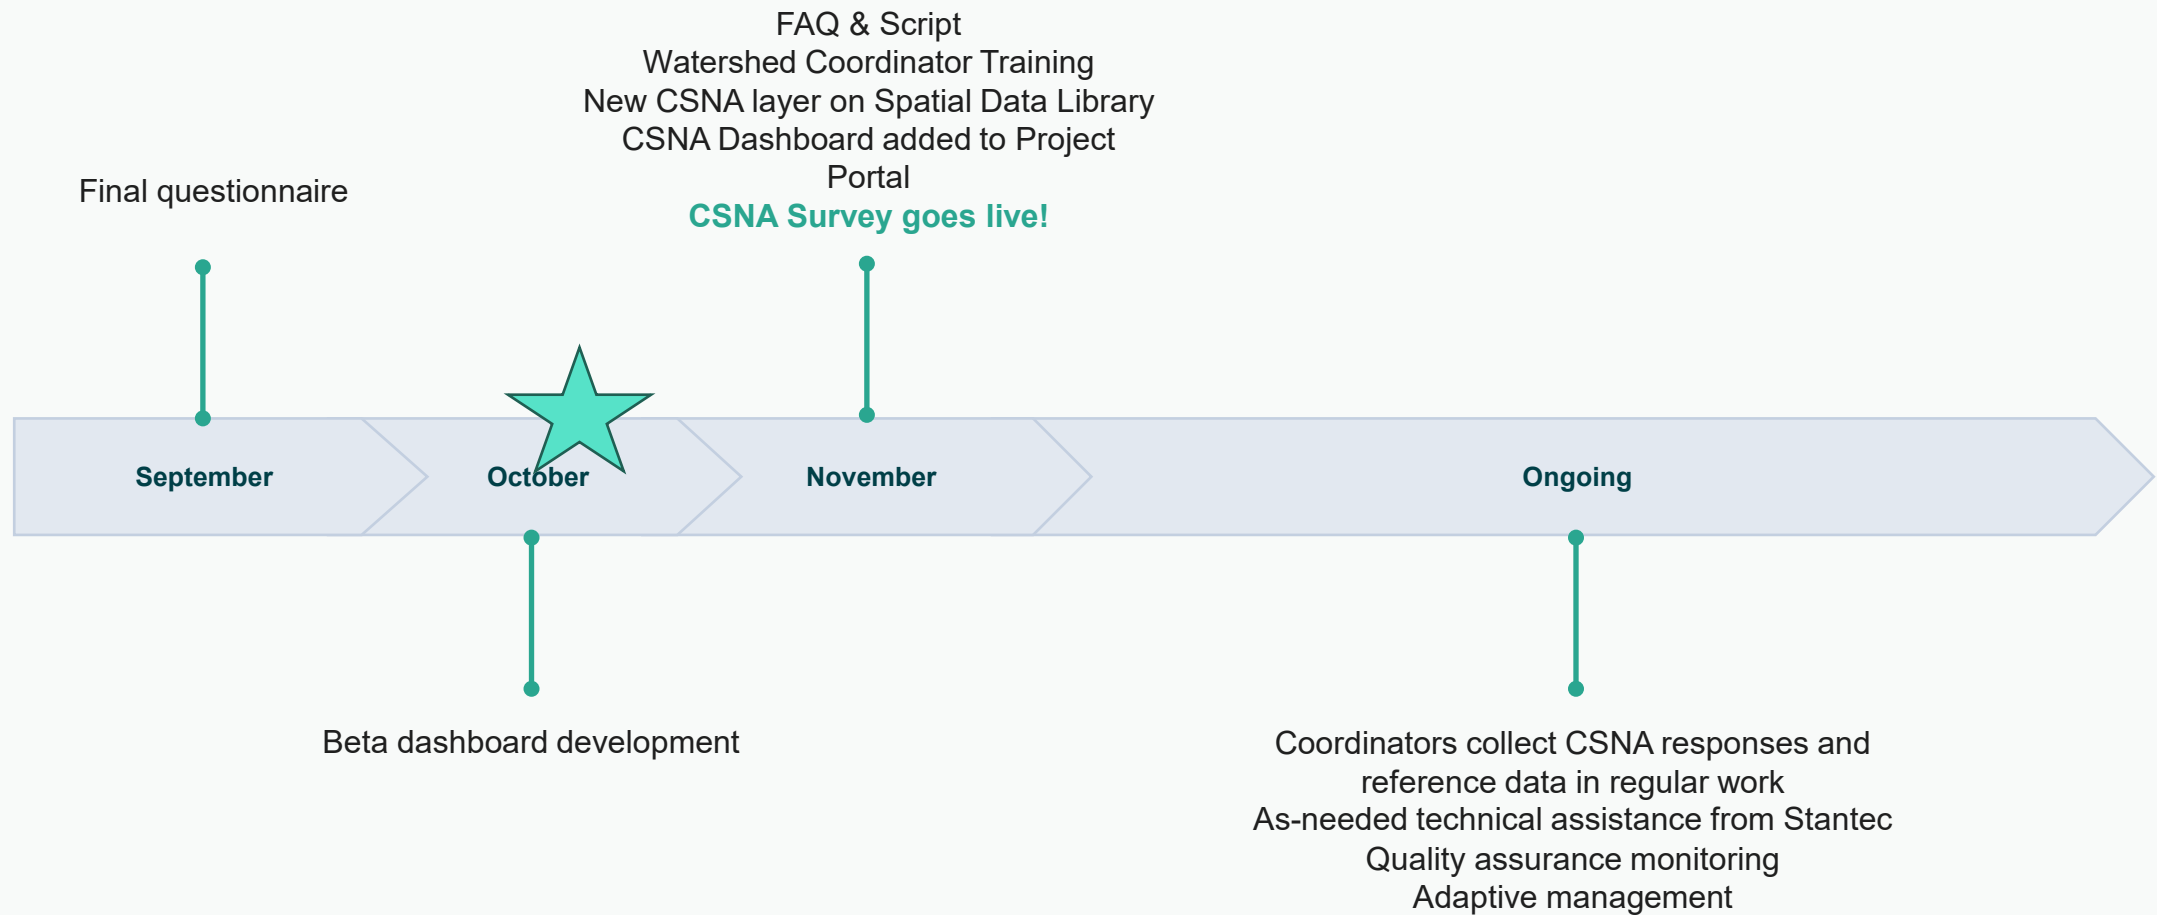 FAQ & Script
Watershed Coordinator Training
New CSNA layer on Spatial Data Library
CSNA Dashboard added to Project
Portal
CSNA Survey goes live!
Final questionnaire
September
October
November
Ongoing
Beta dashboard development
Coordinators collect CSNA responses and
reference data in regular work
As-needed technical assistance from Stantec
Quality assurance monitoring
Adaptive management